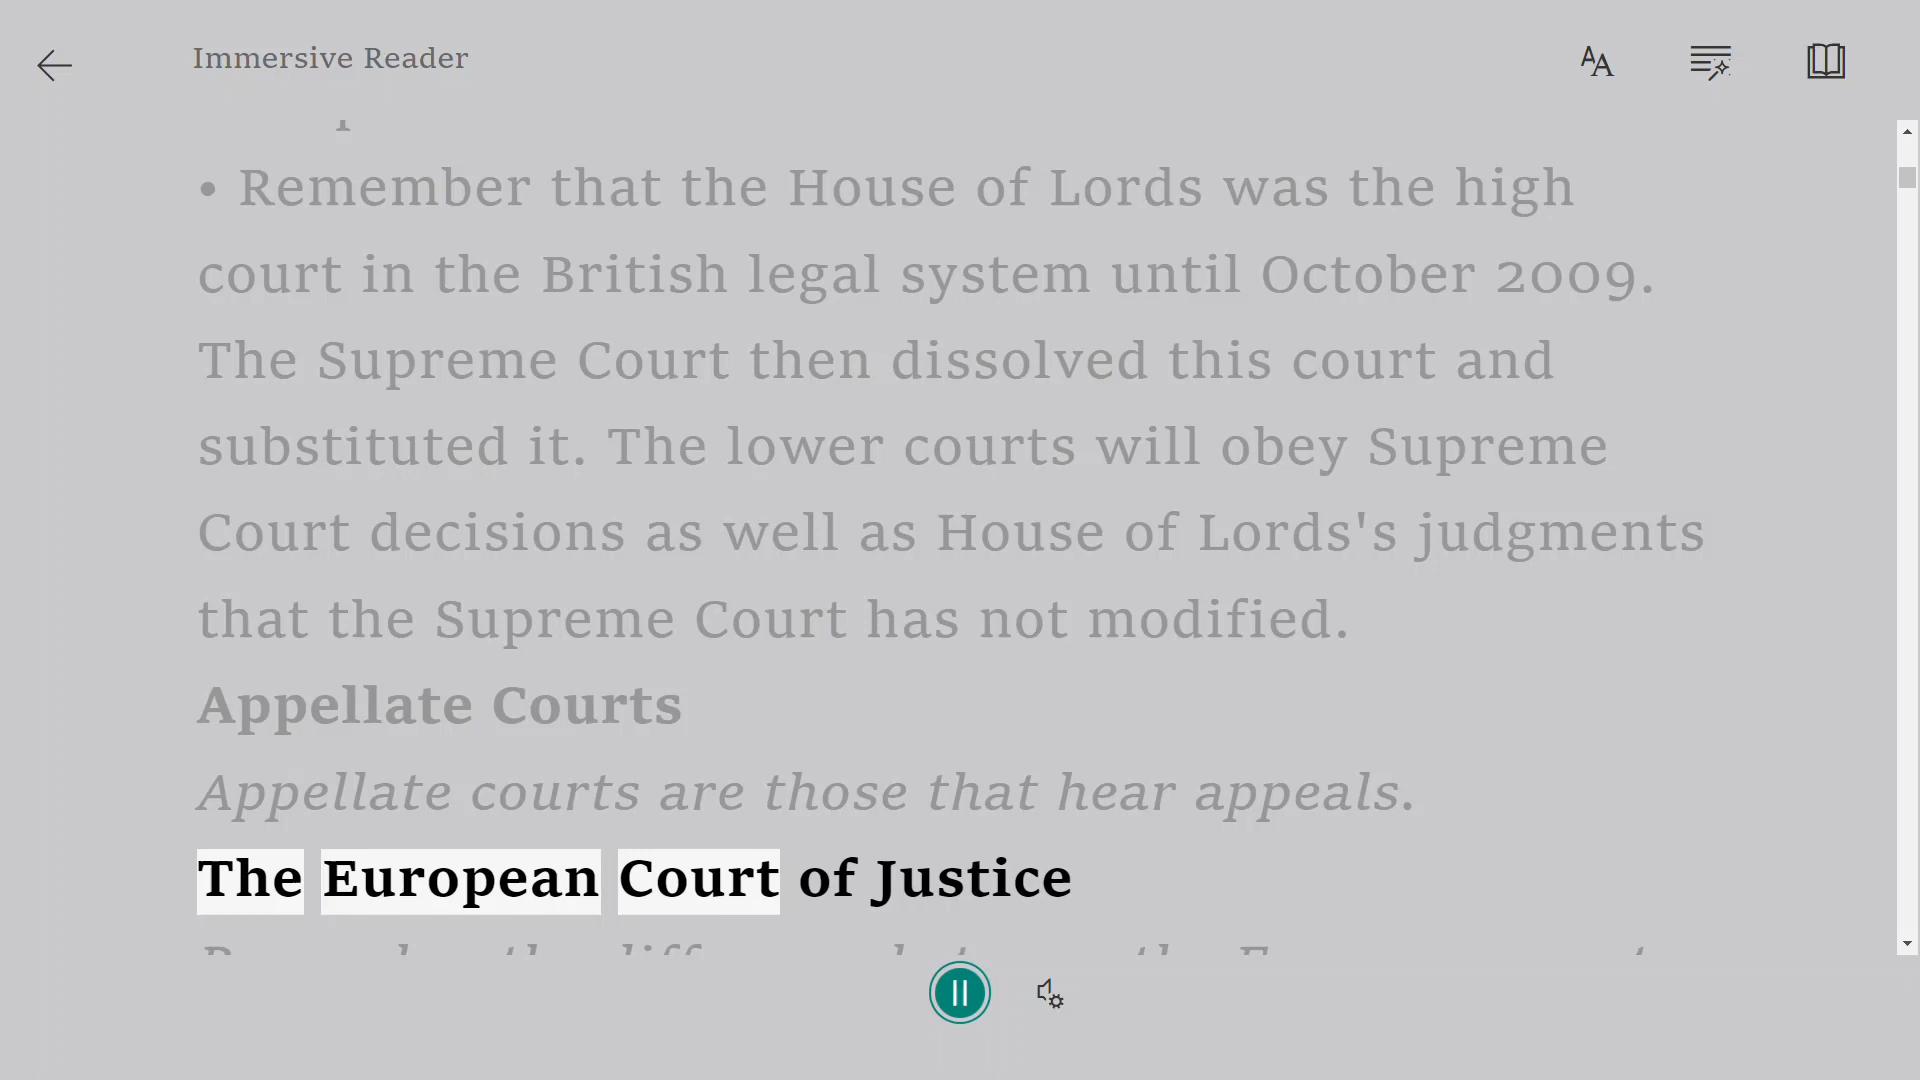 Immersive Reader
• Remember that the House of Lords was the high
court in the British legal system until October 2009.
The Supreme Court then dissolved this court and
substituted it. The lower courts will obey Supreme
Court decisions as well as House of Lords's judgments
that the Supreme Court has not modified.
Appellate Courts
Appellate courts are those that hear appeals.
The European Court of Justice